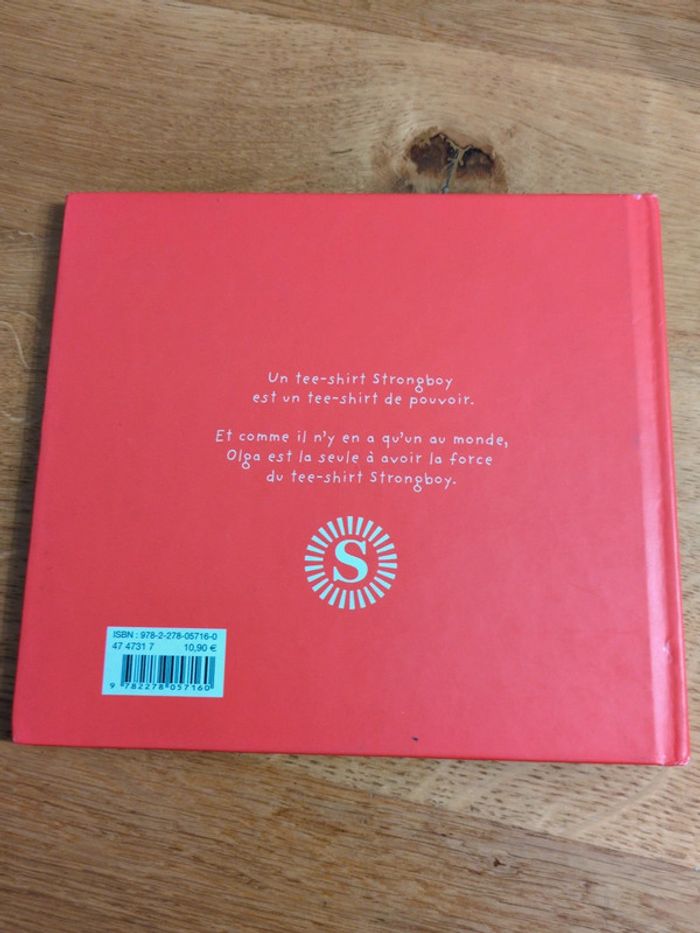 Un tee-shirt Strongboy
est un tee-shirt de pouvoir.
Et comme il n'y en a qu'un au monde,
Olga est la seule à avoir la force
du tee-shirt Strongboy.
S
ISBN : 978-2-278-05716-0
47 4731 7 10,90 €
9 782278 057160